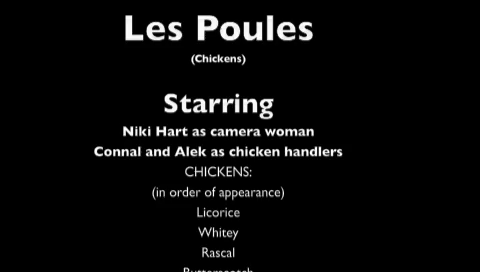 Les Poules
(Chickens)
Starring
Niki Hart as camera woman
Connal and Alek as chicken handlers
CHICKENS:
(in order of appearance)
Licorice
Whitey
Rascal